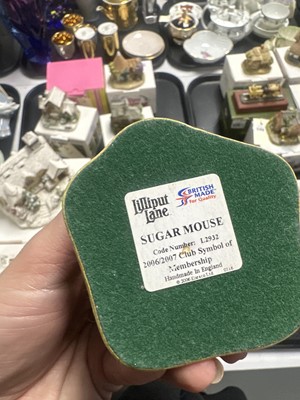 Lilliput
Lane
BRITISH
MADE
for Quality
SUGAR MOUSE
Code Number: L2932
2006/2007 Club Symbol of
Membership
Handmade In England